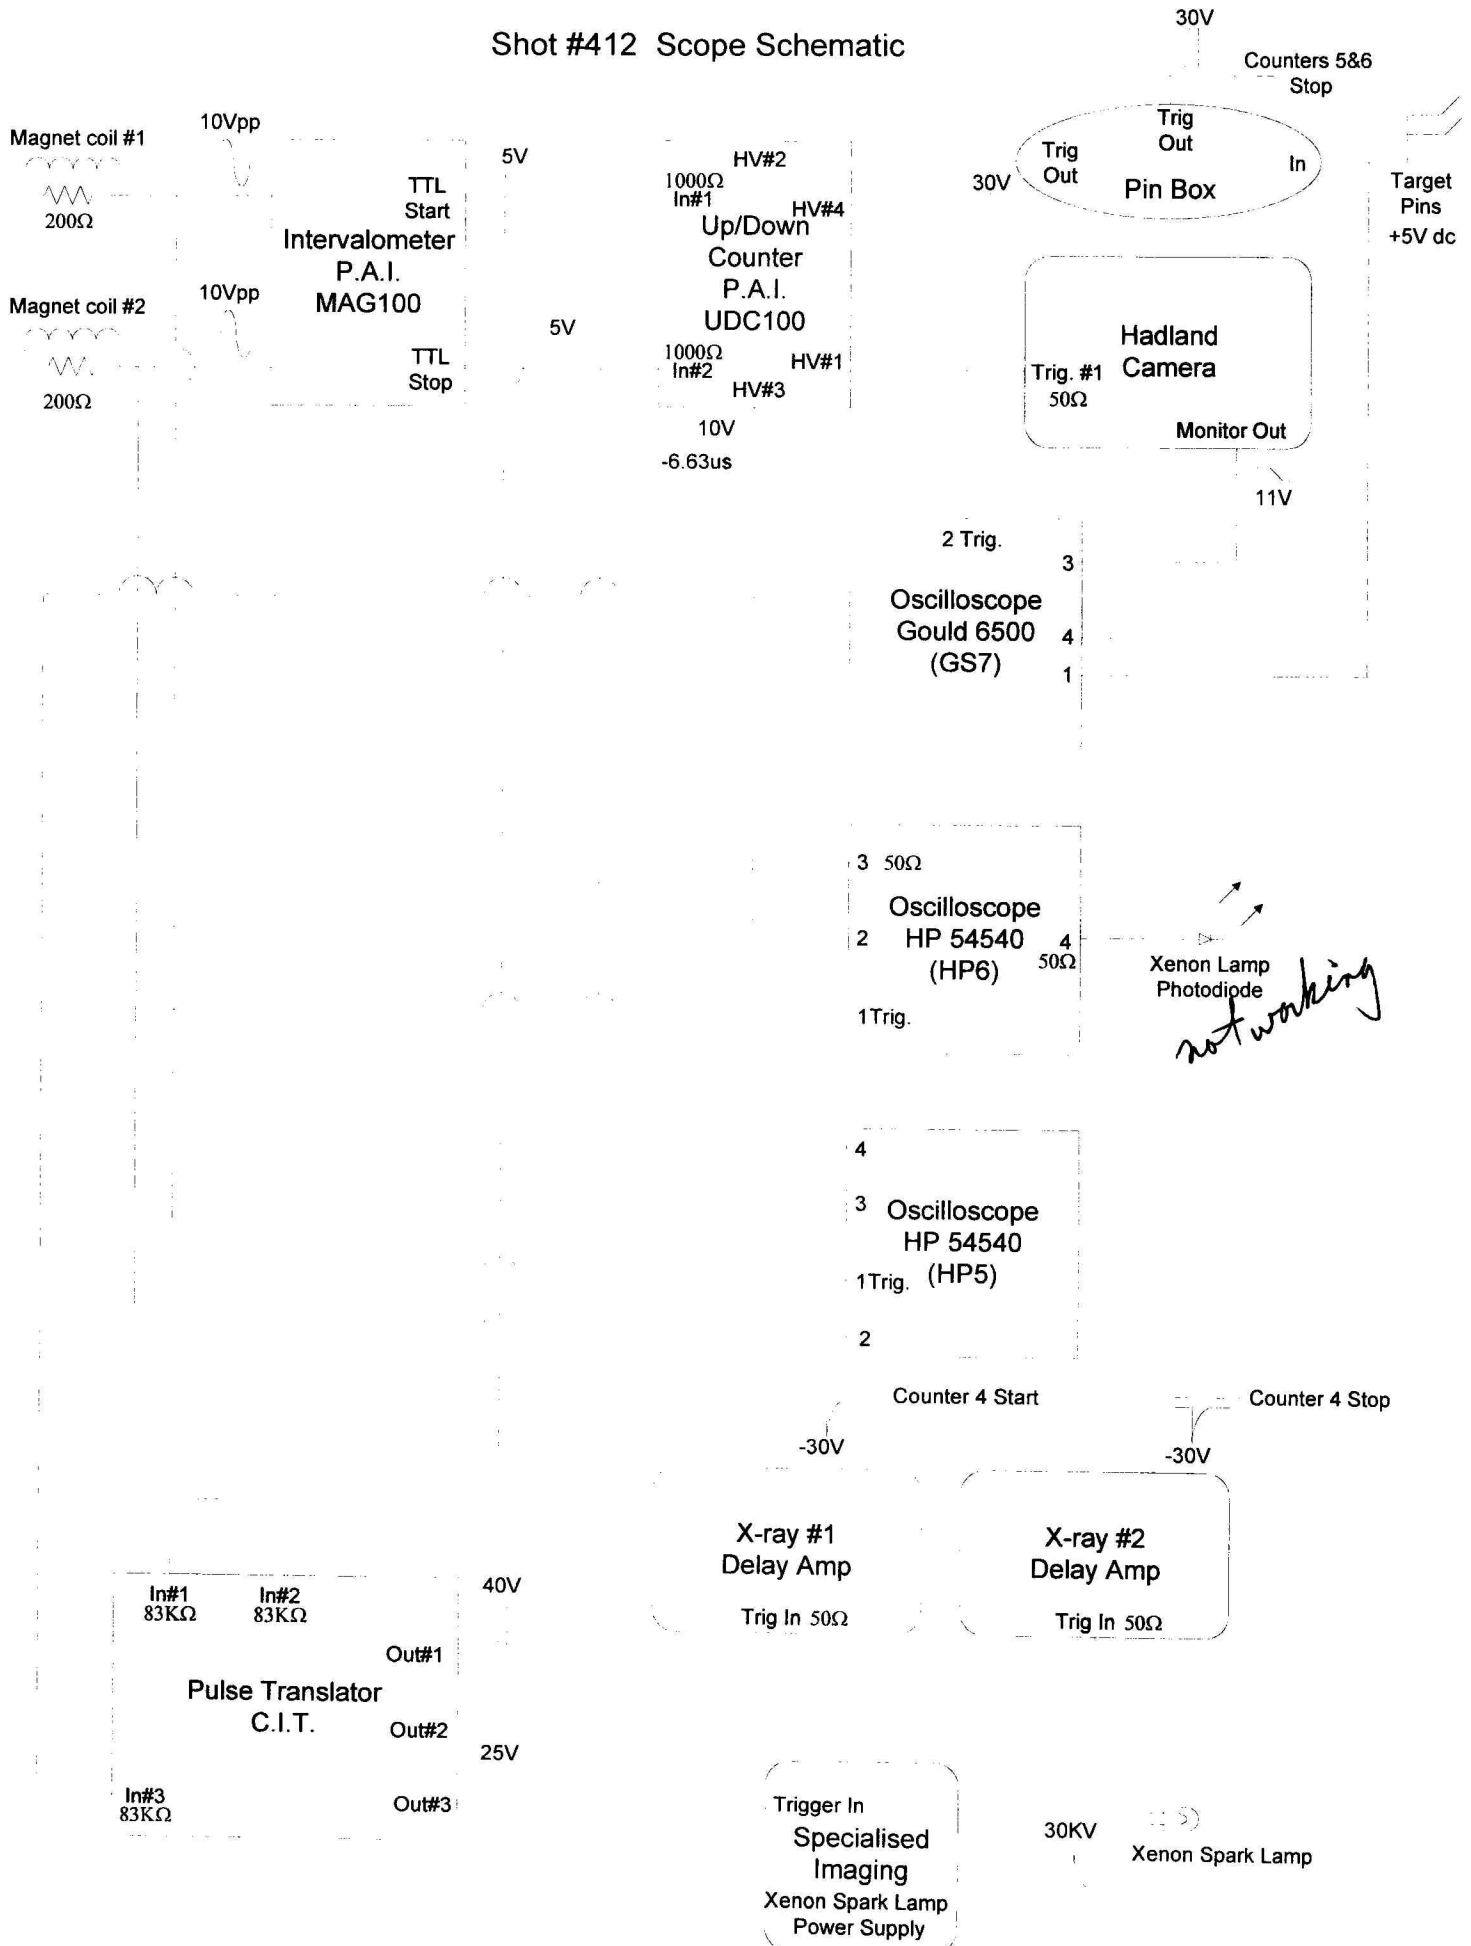 Shot #412 Scope Schematic
30V
Counters 5&6
Stop
Magnet coil #1
200Ω
10Vpp
TTL
Start
Intervalometer
P.A.I.
MAG100
TTL
Stop
Magnet coil #2
200Ω
10Vpp
5V
5V
HV#2
1000Ω
In#1
HV#4
Up/Down
Counter
P.A.I.
UDC100
1000Ω
In#2
HV#1
HV#3
10V
-6.63us
30V
Trig
Out
Trig
Out
In
Pin Box
Target
Pins
+5V dc
Hadland
Camera
Trig. #1
50Ω
Monitor Out
11V
2 Trig.
3
Oscilloscope
Gould 6500
(GS7)
4
1
3 50Ω
Oscilloscope
HP 54540
(HP6)
2
4
50Ω
1Trig.
Xenon Lamp
Photodiode
not working
4
3
Oscilloscope
HP 54540
(HP5)
1Trig.
2
Counter 4 Start
-30V
Counter 4 Stop
-30V
X-ray #1
Delay Amp
Trig In 50Ω
X-ray #2
Delay Amp
Trig In 50Ω
In#1
83KΩ
In#2
83KΩ
40V
Out#1
Pulse Translator
C.I.T.
Out#2
25V
In#3
83KΩ
Out#3
Trigger In
Specialised
Imaging
Xenon Spark Lamp
Power Supply
30KV
Xenon Spark Lamp